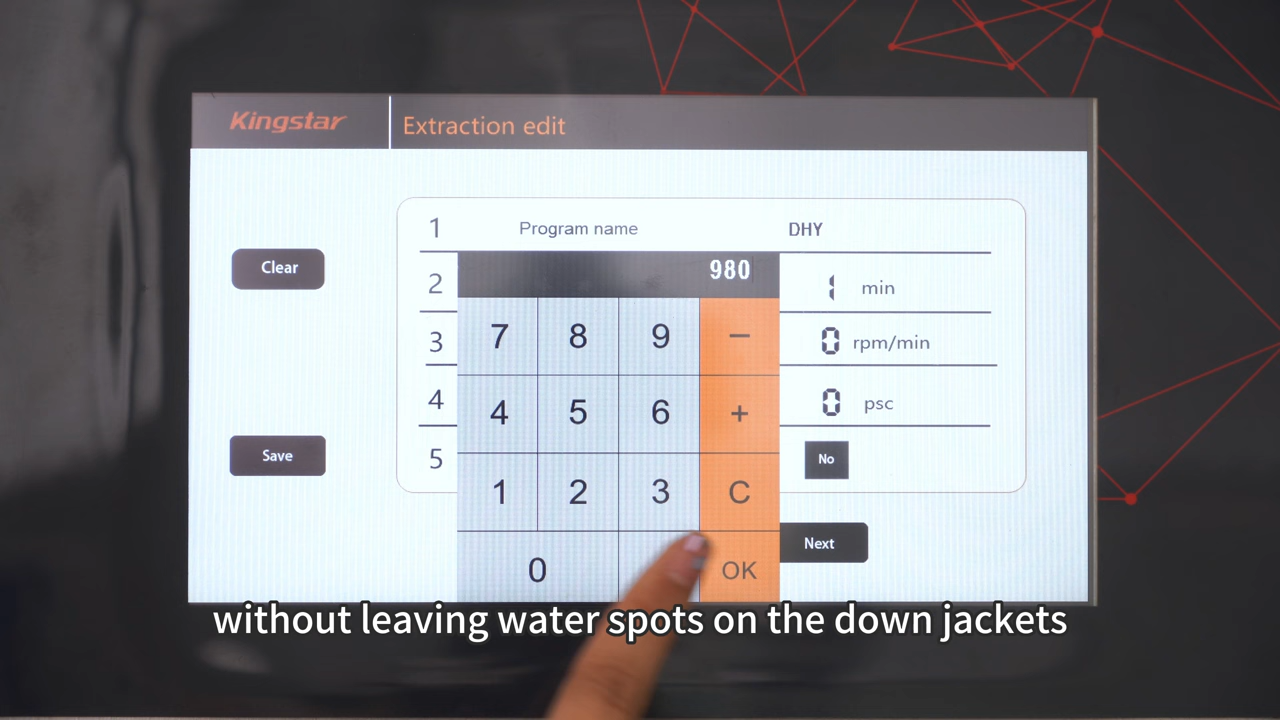 Kingstar
Extraction edit
Clear
Save
1 Program name DHY
2 1 min
3 0 rpm/min
4 0 psc
5 No
980
7 8 9 −
4 5 6 +
1 2 3 C
0 OK
Next
without leaving water spots on the down jackets